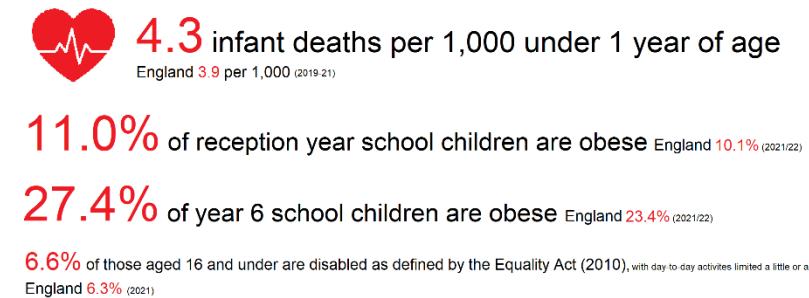 4.3 infant deaths per 1,000 under 1 year of age
England 3.9 per 1,000 (2019-21)
11.0% of reception year school children are obese England 10.1% (2021/22)
27.4% of year 6 school children are obese England 23.4% (2021/22)
6.6% of those aged 16 and under are disabled as defined by the Equality Act (2010), with day-to-day activites limited a little or a
England 6.3% (2021)